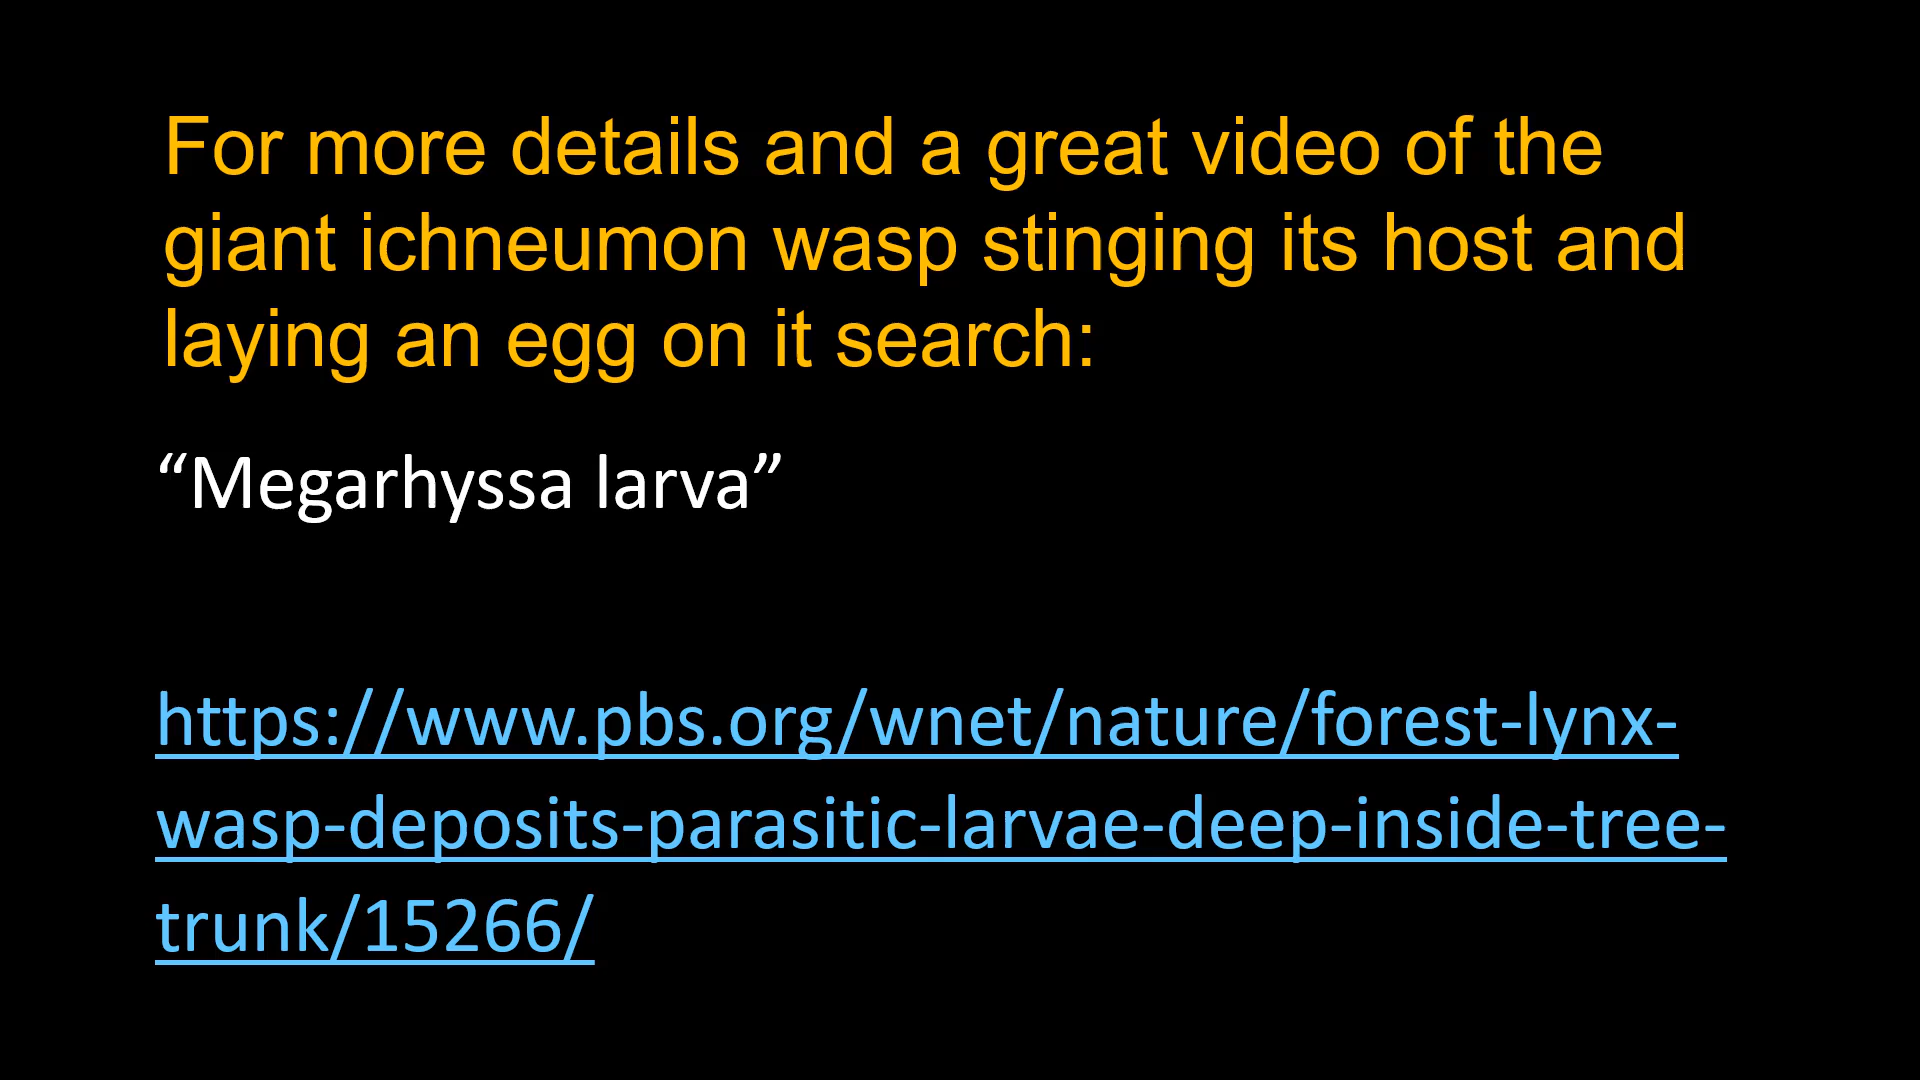 For more details and a great video of the
giant ichneumon wasp stinging its host and
laying an egg on it search:
“Megarhyssa larva”
https://www.pbs.org/wnet/nature/forest-lynx-
wasp-deposits-parasitic-larvae-deep-inside-tree-
trunk/15266/